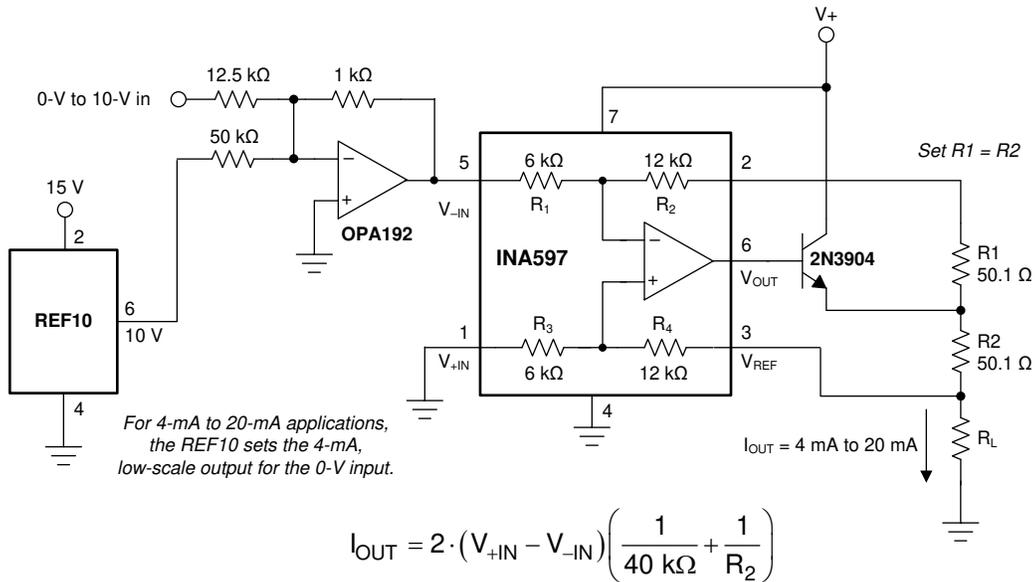 V+
12.5 kΩ
1 kΩ
0-V to 10-V in
7
50 kΩ
5
6 kΩ
12 kΩ
2
Set R1 = R2
–
+
15 V
R₁
R₂
V–IN
OPA192
2
–
INA597
6
2N3904
R1
50.1 Ω
VOUT
+
REF10
6
10 V
1
R₃
R₄
3
R2
50.1 Ω
V+IN
6 kΩ
12 kΩ
VREF
4
4
For 4-mA to 20-mA applications,
the REF10 sets the 4-mA,
low-scale output for the 0-V input.
IOUT = 4 mA to 20 mA
RL
IOUT = 2·(V+IN − V−IN)(1/40 kΩ + 1/R₂)